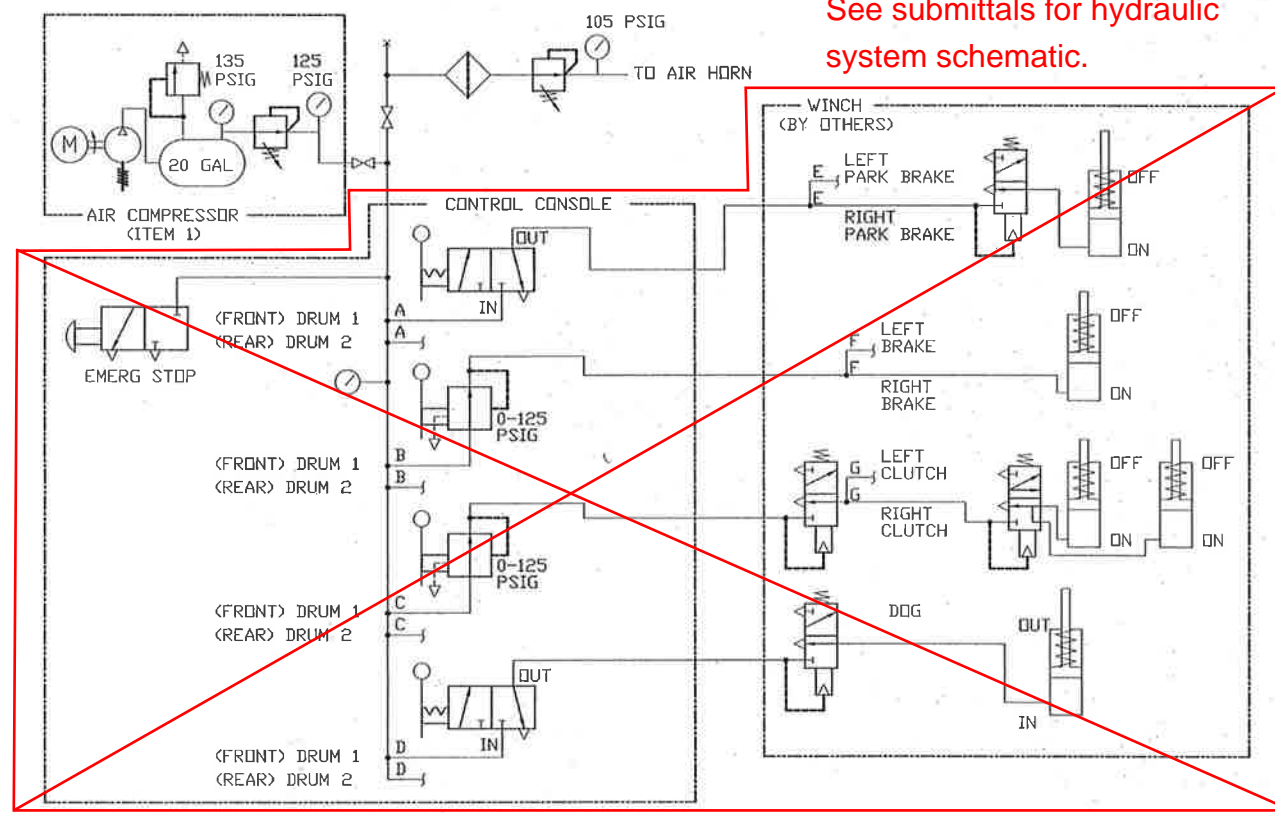 See submittals for hydraulic
system schematic.
105 PSIG
135
PSIG
125
PSIG
TO AIR HORN
M
20 GAL
AIR COMPRESSOR
(ITEM 1)
WINCH
(BY OTHERS)
E
LEFT
PARK BRAKE
E
RIGHT
PARK BRAKE
OFF
ON
CONTROL CONSOLE
OUT
IN
EMERG STOP
(FRONT) DRUM 1
A
(REAR) DRUM 2
A
F
LEFT
BRAKE
F
RIGHT
BRAKE
OFF
ON
0-125
PSIG
(FRONT) DRUM 1
B
(REAR) DRUM 2
B
G
LEFT
CLUTCH
G
RIGHT
CLUTCH
OFF
OFF
ON
ON
0-125
PSIG
(FRONT) DRUM 1
C
(REAR) DRUM 2
C
DOG
OUT
IN
OUT
IN
(FRONT) DRUM 1
D
(REAR) DRUM 2
D